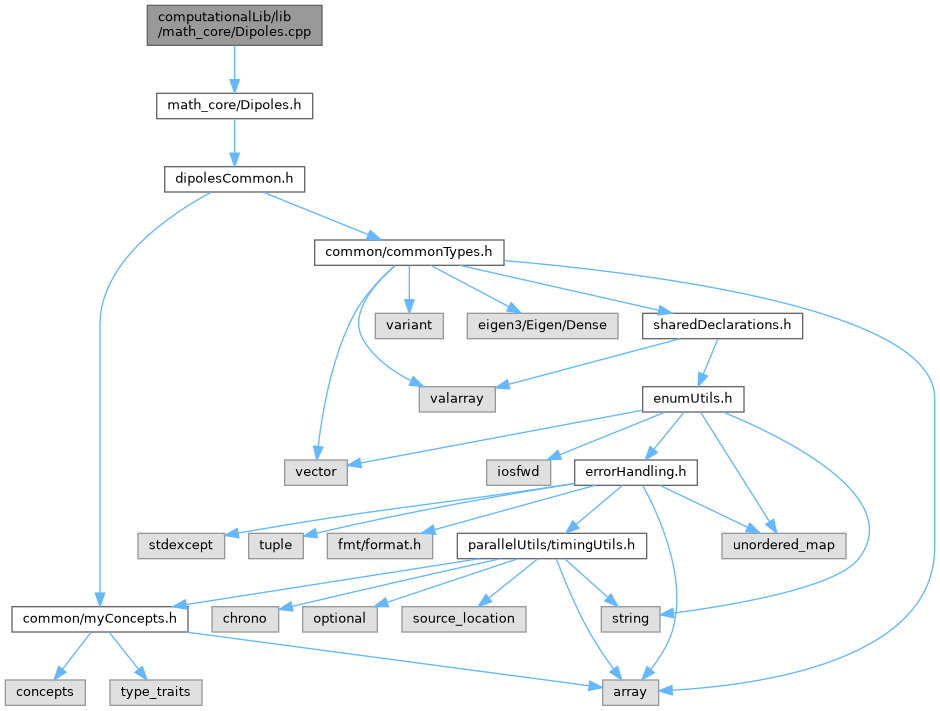 computationalLib/lib
/math_core/Dipoles.cpp
math_core/Dipoles.h
dipolesCommon.h
common/commonTypes.h
variant
eigen3/Eigen/Dense
sharedDeclarations.h
valarray
enumUtils.h
vector
iosfwd
errorHandling.h
stdexcept
tuple
fmt/format.h
parallelUtils/timingUtils.h
unordered_map
common/myConcepts.h
chrono
optional
source_location
string
concepts
type_traits
array